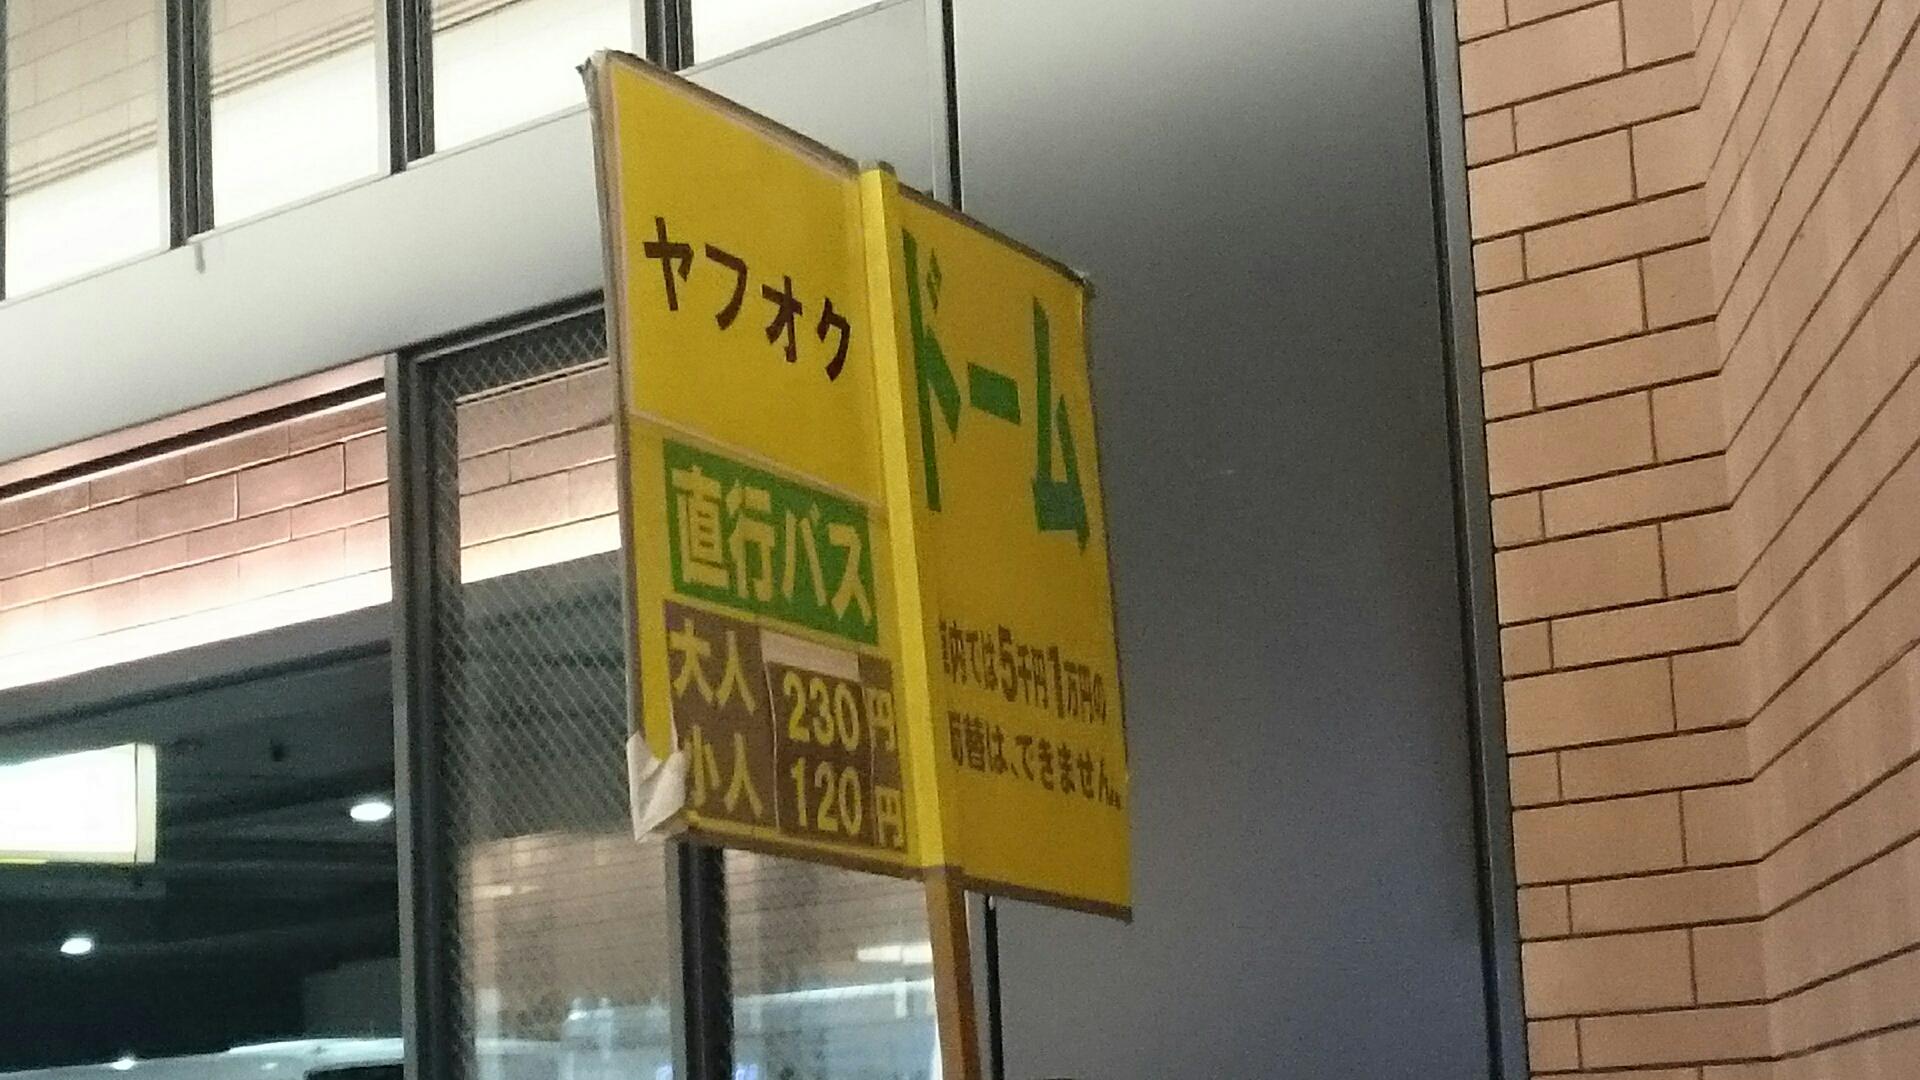 ヤフオク
ドーム
直行バス
大人 230円
小人 120円
内では5千円1万円の
替は、できません。